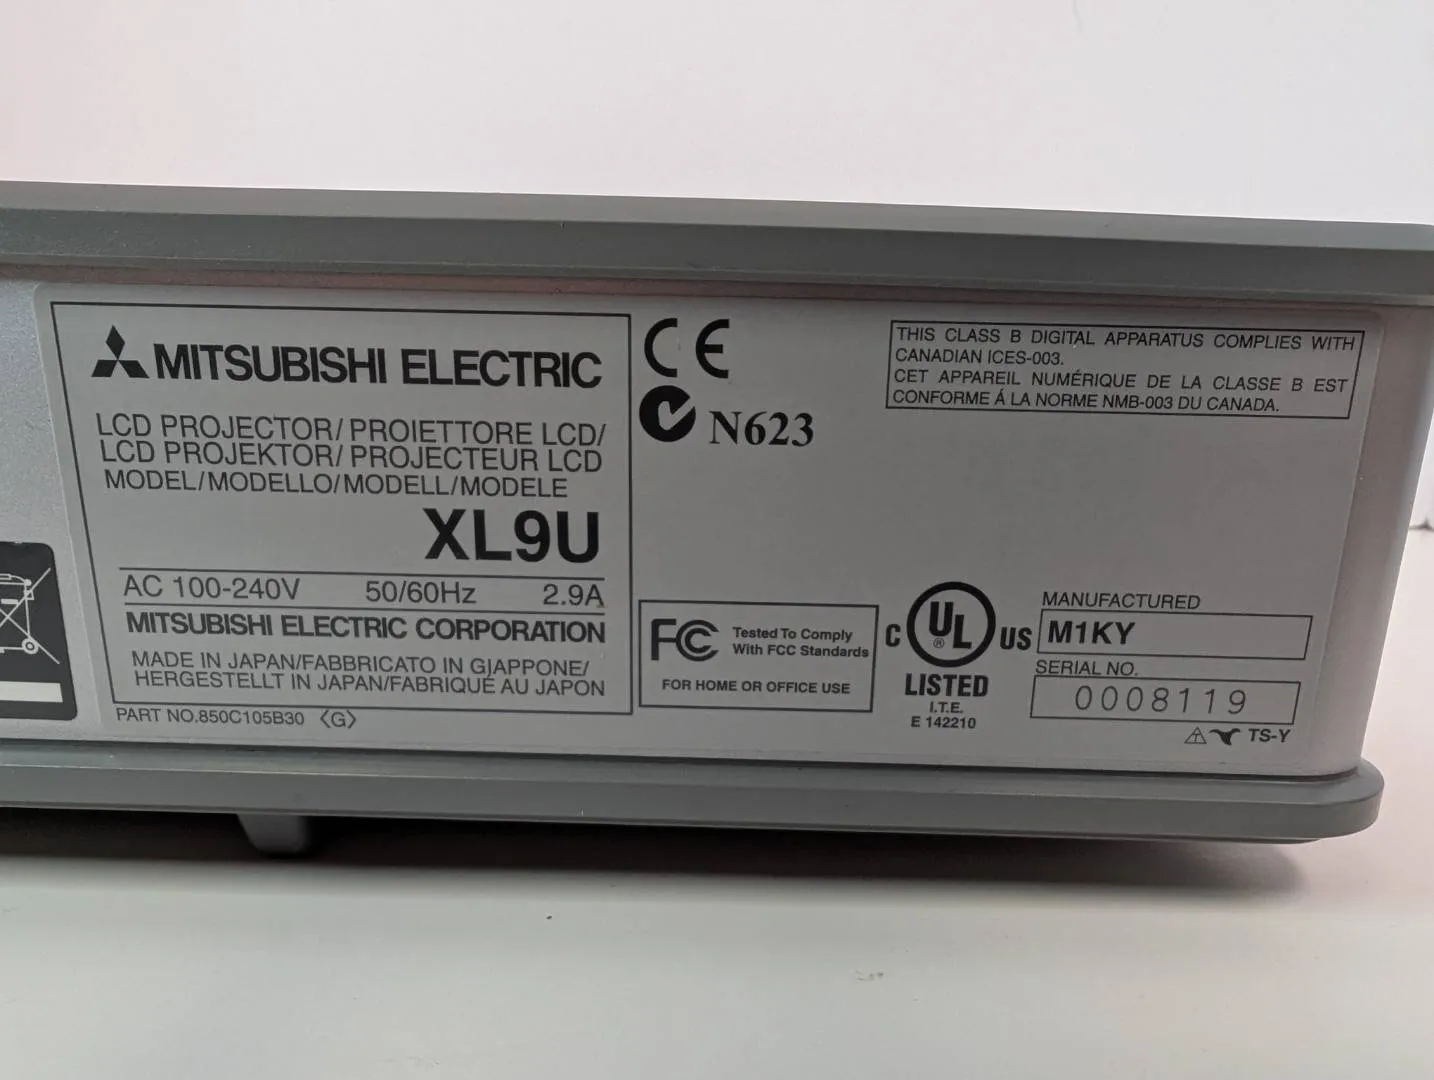 MITSUBISHI ELECTRIC
LCD PROJECTOR/PROIETTORE LCD/
LCD PROJEKTOR/PROJECTEUR LCD
MODEL/MODELLO/MODELL/MODELE
XL9U
AC 100-240V 50/60Hz 2.9A
MITSUBISHI ELECTRIC CORPORATION
MADE IN JAPAN/FABBRICATO IN GIAPPONE/
HERGESTELLT IN JAPAN/FABRIQUÉ AU JAPON
PART NO.850C105B30 〈G〉
CE
N623
THIS CLASS B DIGITAL APPARATUS COMPLIES WITH
CANADIAN ICES-003.
CET APPAREIL NUMÉRIQUE DE LA CLASSE B EST
CONFORME Á LA NORME NMB-003 DU CANADA.
FC
Tested To Comply
With FCC Standards
FOR HOME OR OFFICE USE
C UL US
®
LISTED
I.T.E.
E 142210
MANUFACTURED
M1KY
SERIAL NO.
0008119
TS-Y